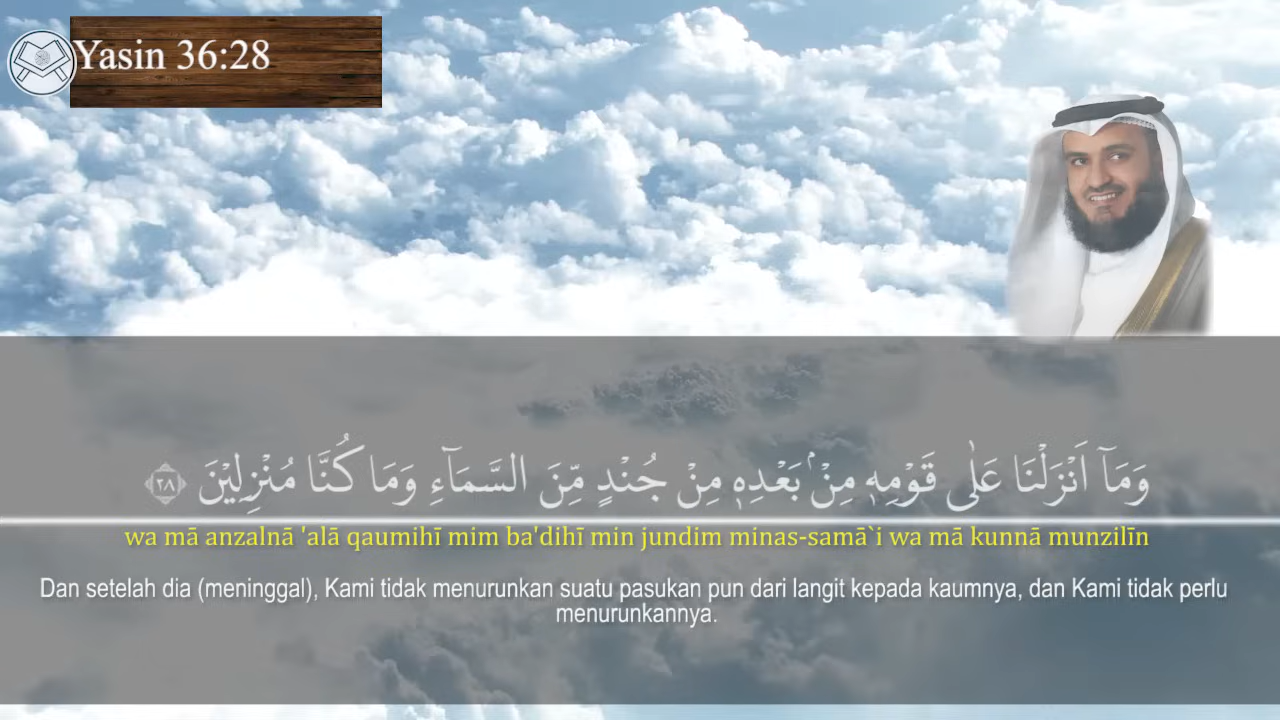 Yasin 36:28
وَمَآ اَنْزَلْنَا عَلٰى قَوْمِهٖ مِنْۢ بَعْدِهٖ مِنْ جُنْدٍ مِّنَ السَّمَاۤءِ وَمَا كُنَّا مُنْزِلِيْنَ ٢٨
wa mā anzalnā 'alā qaumihī mim ba'dihī min jundim minas-samā`i wa mā kunnā munzilīn
Dan setelah dia (meninggal), Kami tidak menurunkan suatu pasukan pun dari langit kepada kaumnya, dan Kami tidak perlu
menurunkannya.